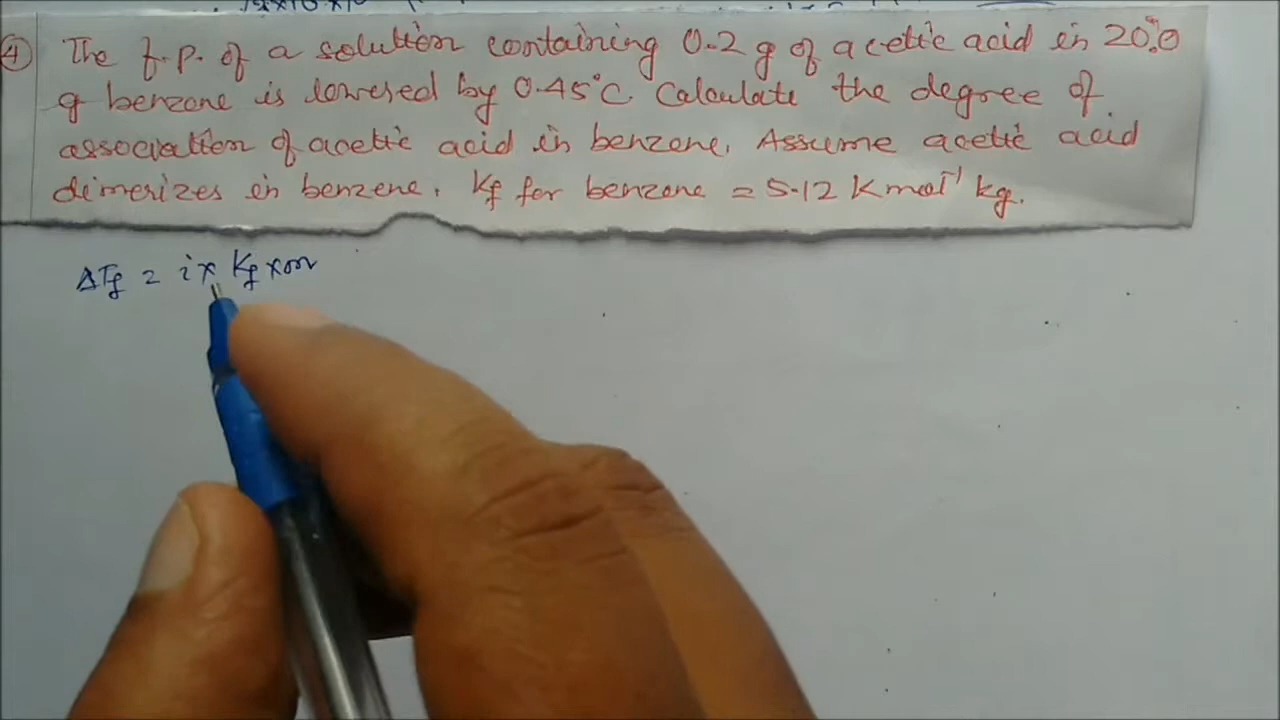 ④ The f.p. of a solution containing 0.2 g of acetic acid in 20.0
g benzene is lowered by 0.45°C Calculate the degree of
association of acetic acid in benzene. Assume acetic acid
dimerizes in benzene. Kf for benzene = 5.12 K mol⁻¹ kg.
ΔTf = i x Kf x m